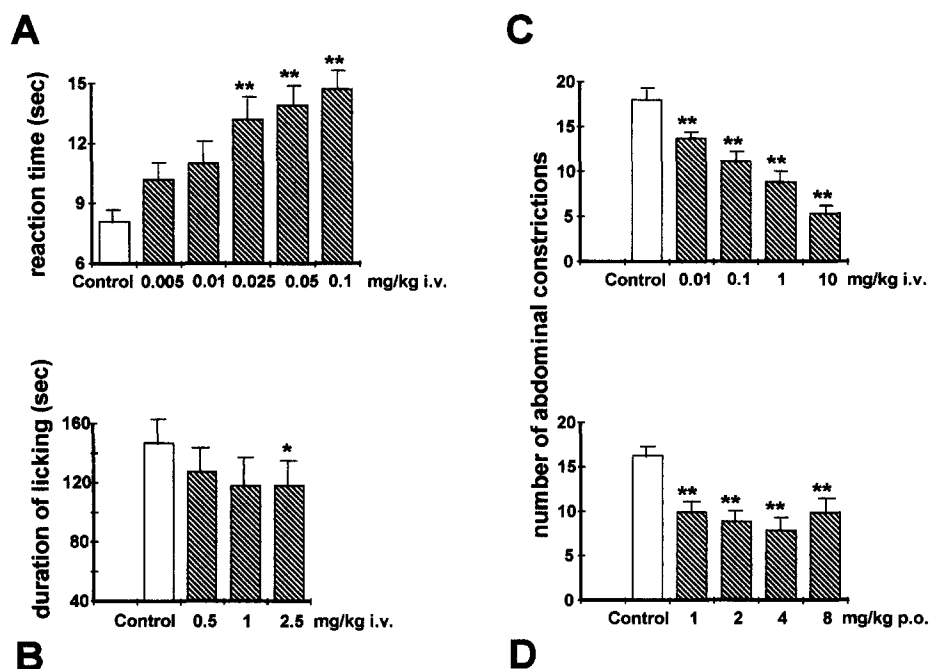 A
reaction time (sec)
15
12
9
6
** ** **
Control 0.005 0.01 0.025 0.05 0.1 mg/kg i.v.
duration of licking (sec)
160
120
80
40
*
Control 0.5 1 2.5 mg/kg i.v.
B
C
number of abdominal constrictions
20
15
10
5
0
** ** ** **
Control 0.01 0.1 1 10 mg/kg i.v.
20
15
10
5
0
** ** ** **
Control 1 2 4 8 mg/kg p.o.
D